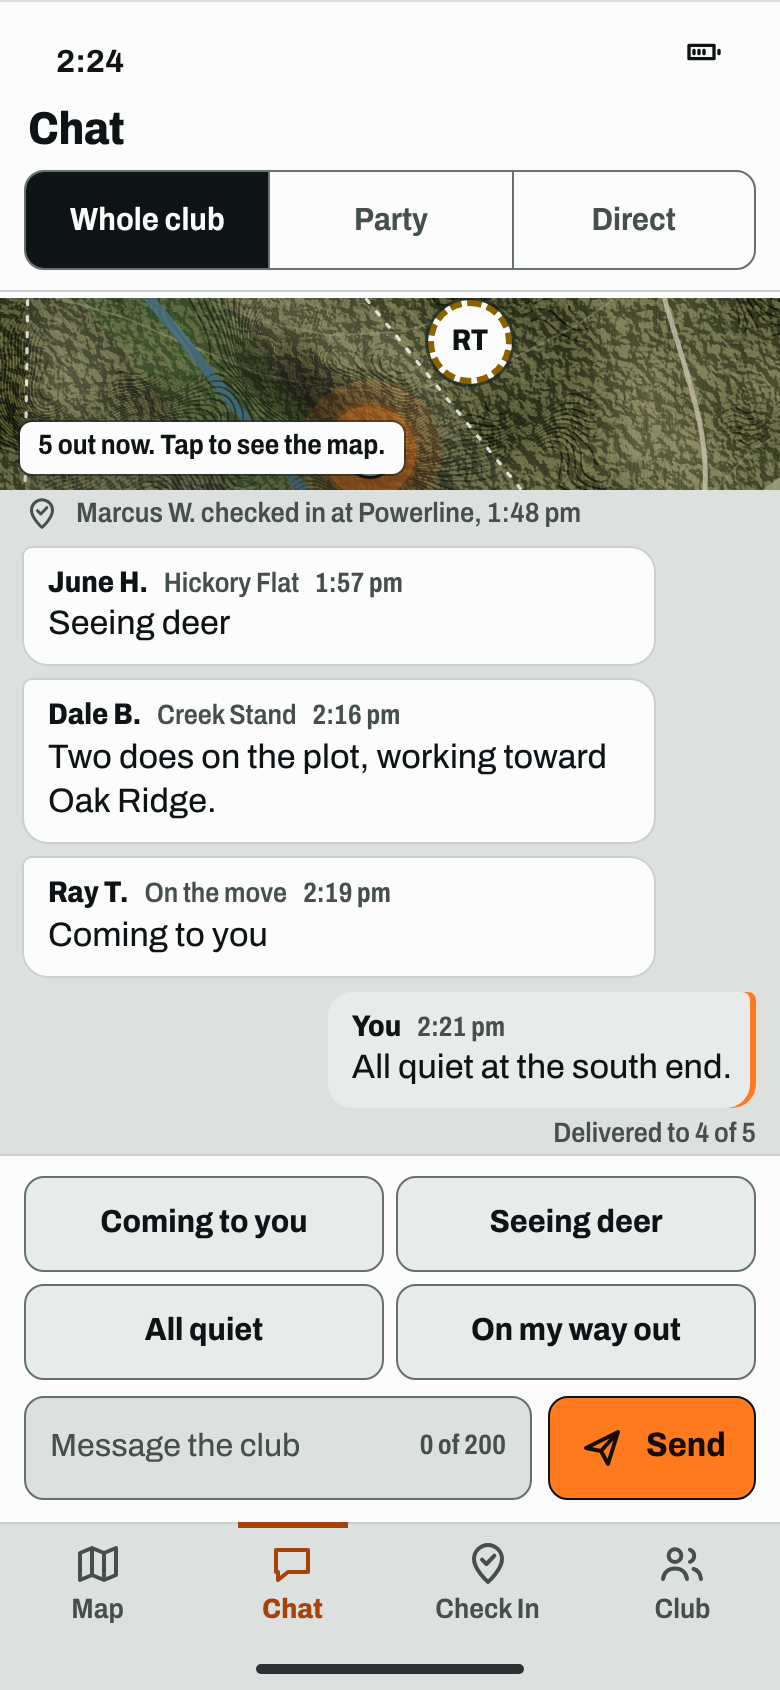 2:24
Chat
Whole club
Party
Direct
RT
5 out now. Tap to see the map.
Marcus W. checked in at Powerline, 1:48 pm
June H. Hickory Flat 1:57 pm
Seeing deer
Dale B. Creek Stand 2:16 pm
Two does on the plot, working toward
Oak Ridge.
Ray T. On the move 2:19 pm
Coming to you
You 2:21 pm
All quiet at the south end.
Delivered to 4 of 5
Coming to you
Seeing deer
All quiet
On my way out
Message the club
0 of 200
Send
Map
Chat
Check In
Club